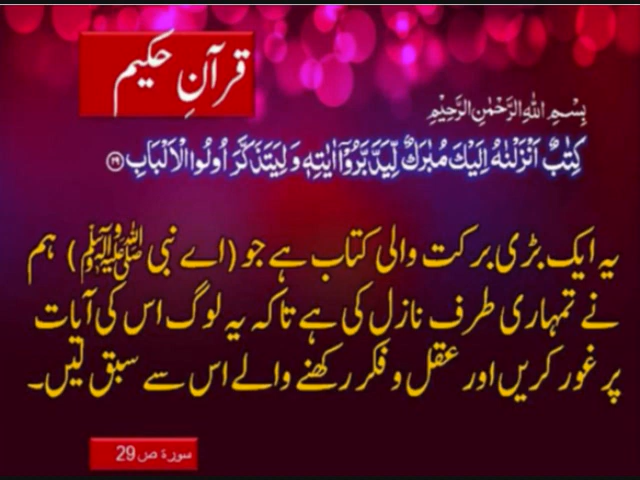 قرآنِ حکیم
بِسْمِ اللهِ الرَّحْمٰنِ الرَّحِيْمِ
كِتٰبٌ اَنْزَلْنٰهُ اِلَيْكَ مُبٰرَكٌ لِّيَدَّبَّرُوْٓا اٰيٰتِهٖ وَ لِيَتَذَكَّرَ اُولُوا الْاَلْبَابِ ﴿۲۹﴾
یہ ایک بڑی برکت والی کتاب ہے جو (اے نبی ﷺ) ہم
نے تمہاری طرف نازل کی ہے تاکہ یہ لوگ اس کی آیات
پر غور کریں اور عقل و فکر رکھنے والے اس سے سبق لیں۔
سورۃ ص 29